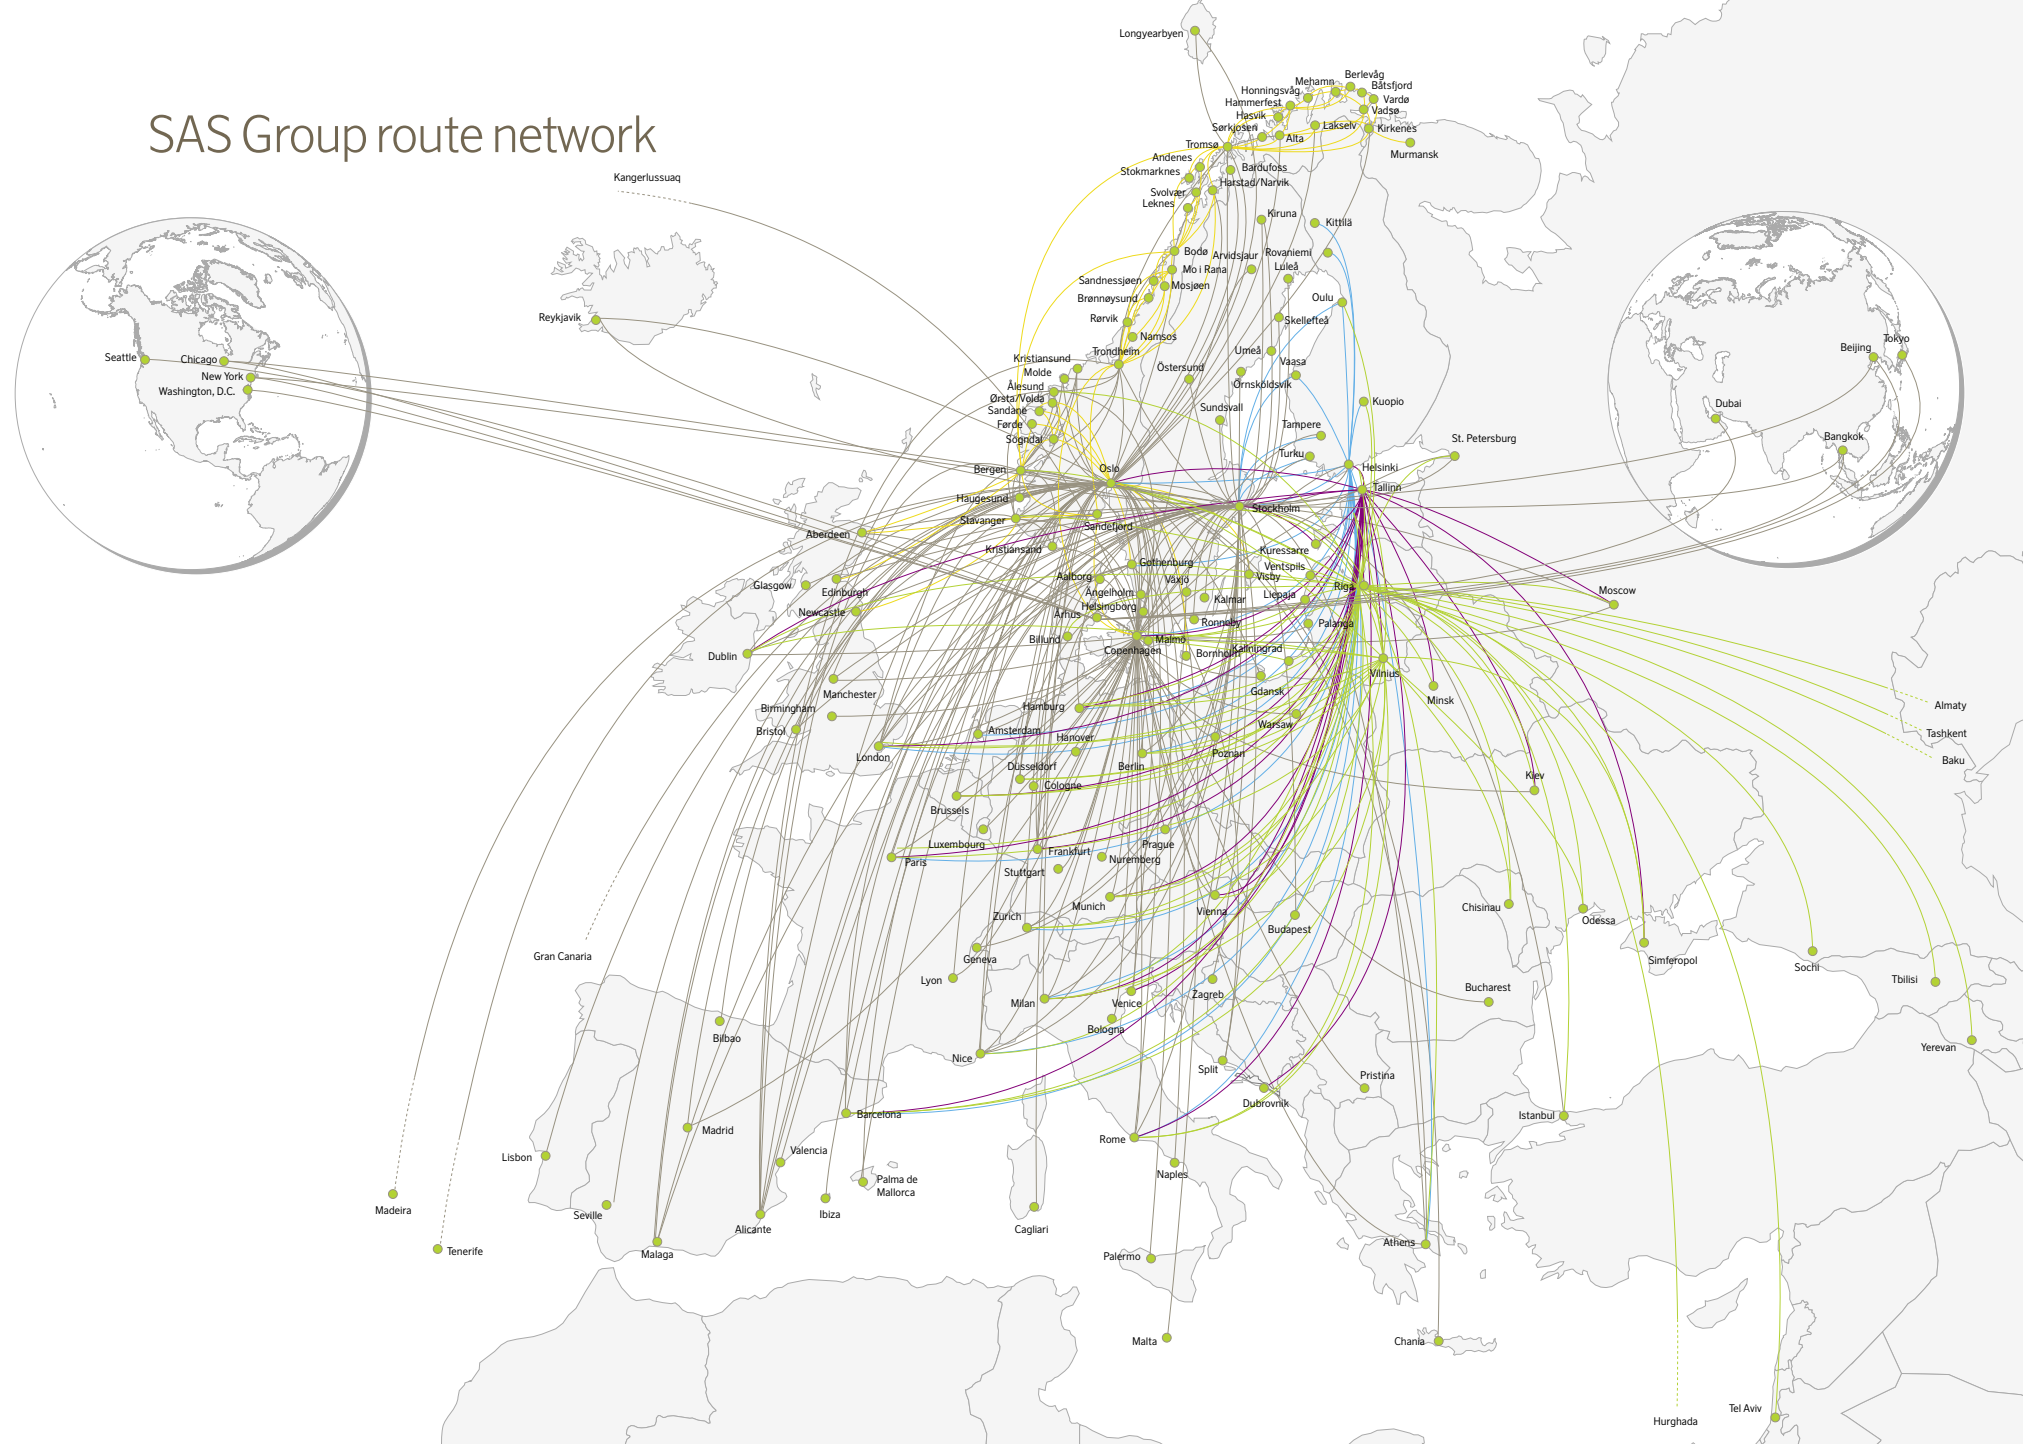 SAS Group route network
Longyearbyen
Kangerlussuaq
Reykjavik
Seattle
Chicago
New York
Washington, D.C.
Mehamn
Berlevåg
Båtsfjord
Honningsvåg
Vardø
Hammerfest
Vadsø
Hasvik
Sørkjosen
Lakselv
Kirkenes
Alta
Tromsø
Murmansk
Andenes
Bardufoss
Stokmarknes
Harstad/Narvik
Svolvær
Leknes
Kiruna
Kittilä
Bodø
Arvidsjaur
Rovaniemi
Mo i Rana
Luleå
Sandnessjøen
Mosjøen
Brønnøysund
Oulu
Rørvik
Skellefteå
Namsos
Trondheim
Umeå
Kristiansund
Vaasa
Molde
Östersund
Örnsköldsvik
Ålesund
Ørsta/Volda
Kuopio
Sandane
Sundsvall
Førde
Tampere
Sogndal
St. Petersburg
Turku
Bergen
Oslo
Helsinki
Tallinn
Haugesund
Stockholm
Stavanger
Sandefjord
Aberdeen
Kristiansand
Kuressarre
Gothenburg
Ventspils
Aalborg
Växjö
Visby
Glasgow
Edinburgh
Ängelholm
Kalmar
Liepaja
Riga
Moscow
Newcastle
Helsingborg
Århus
Ronneby
Palanga
Billund
Malmö
Copenhagen
Bornholm
Kaliningrad
Dublin
Vilnius
Manchester
Gdansk
Minsk
Birmingham
Hamburg
Bristol
Amsterdam
Hanover
Warsaw
London
Poznan
Düsseldorf
Berlin
Cologne
Kiev
Brussels
Luxembourg
Prague
Paris
Frankfurt
Nuremberg
Stuttgart
Munich
Vienna
Zürich
Budapest
Chisinau
Odessa
Gran Canaria
Geneva
Simferopol
Sochi
Lyon
Tbilisi
Milan
Venice
Zagreb
Bucharest
Bologna
Bilbao
Yerevan
Nice
Split
Pristina
Dubrovnik
Barcelona
Istanbul
Madrid
Rome
Lisbon
Valencia
Naples
Palma de
Mallorca
Madeira
Seville
Ibiza
Alicante
Cagliari
Tenerife
Malaga
Palermo
Athens
Malta
Chania
Hurghada
Tel Aviv
Tokyo
Beijing
Dubai
Bangkok
Almaty
Tashkent
Baku